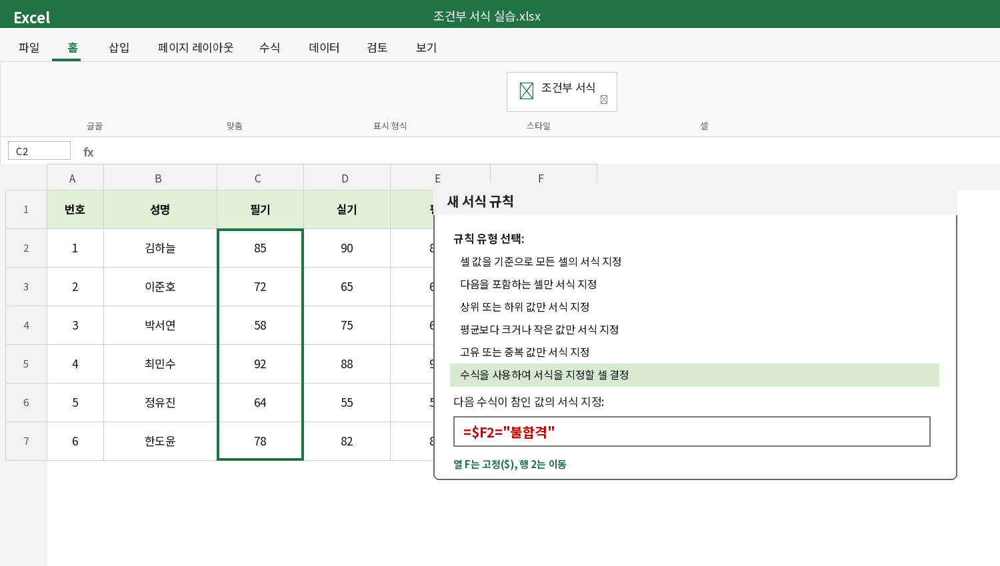 Excel
조건부 서식 실습.xlsx
파일 홈 삽입 페이지 레이아웃 수식 데이터 검토 보기
조건부 서식
글꼴 맞춤 표시 형식 스타일 셀
C2 fx
A B C D E F
1 번호 성명 필기 실기
2 1 김하늘 85 90
3 2 이준호 72 65
4 3 박서연 58 75
5 4 최민수 92 88
6 5 정유진 64 55
7 6 한도윤 78 82
새 서식 규칙
규칙 유형 선택:
셀 값을 기준으로 모든 셀의 서식 지정
다음을 포함하는 셀만 서식 지정
상위 또는 하위 값만 서식 지정
평균보다 크거나 작은 값만 서식 지정
고유 또는 중복 값만 서식 지정
수식을 사용하여 서식을 지정할 셀 결정
다음 수식이 참인 값의 서식 지정:
=$F2="불합격"
열 F는 고정($), 행 2는 이동